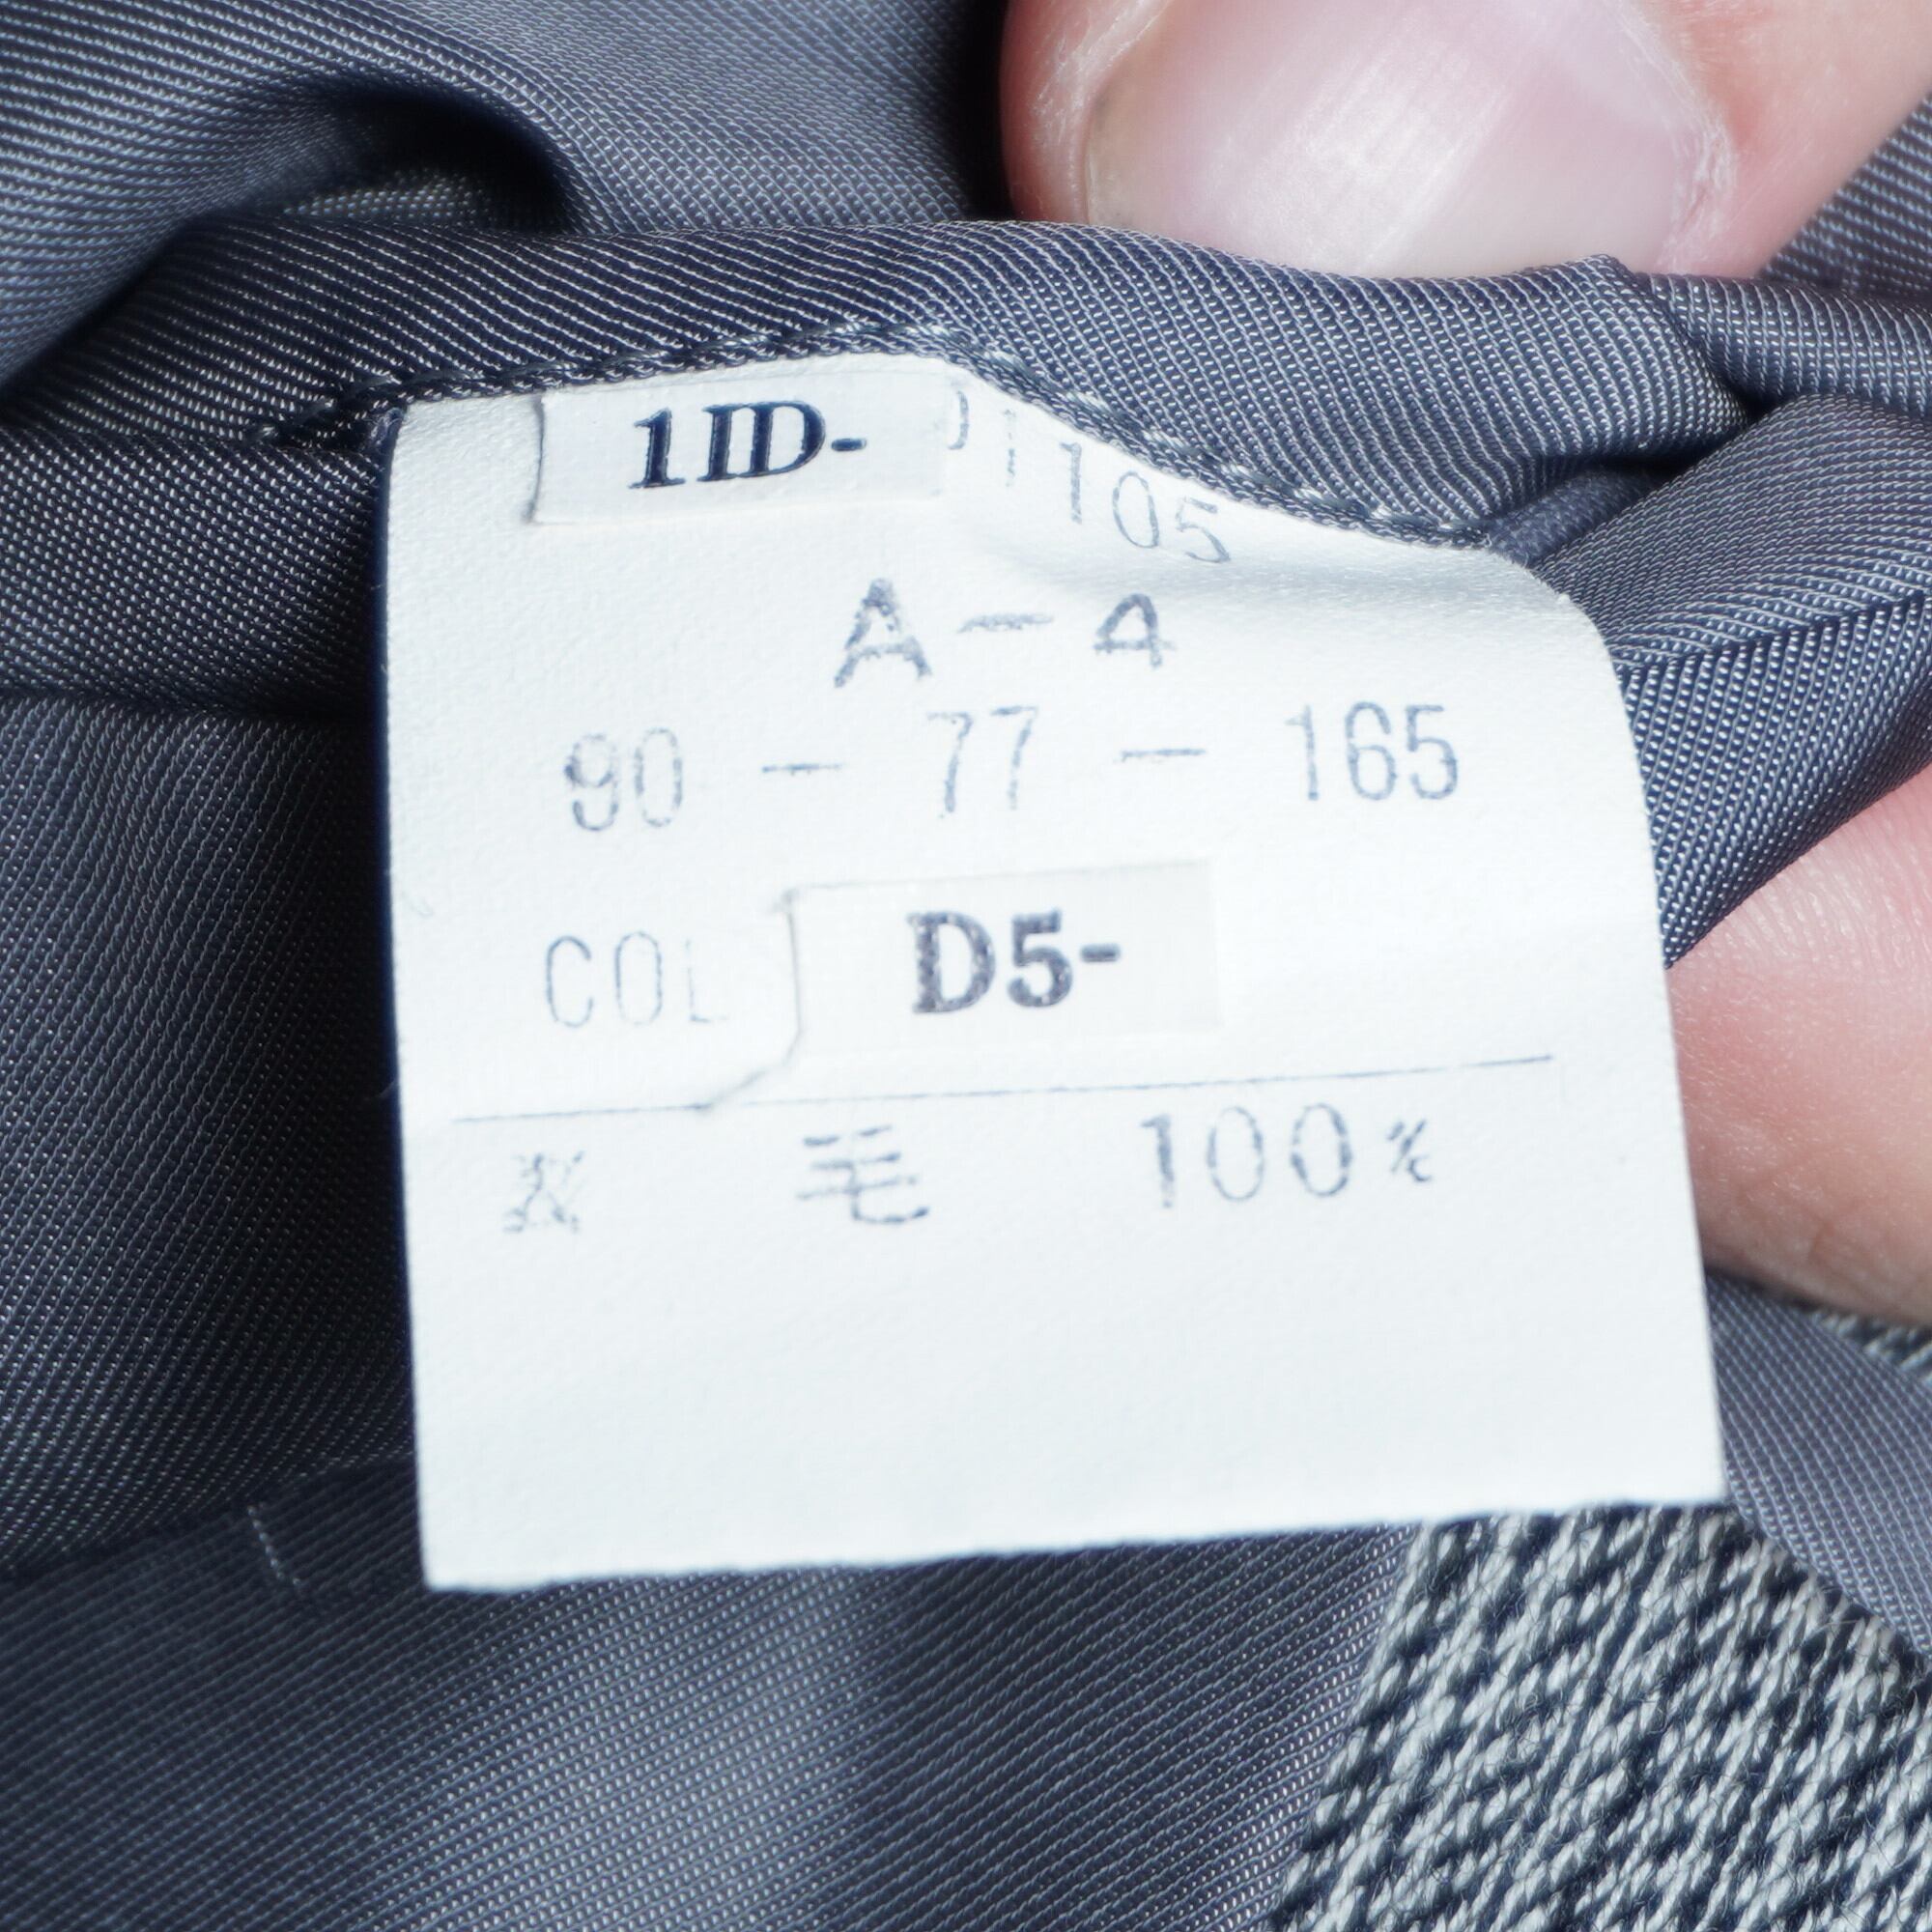 1ID- 105
A-4
90 - 77 - 165
COL D5-
毛 100%